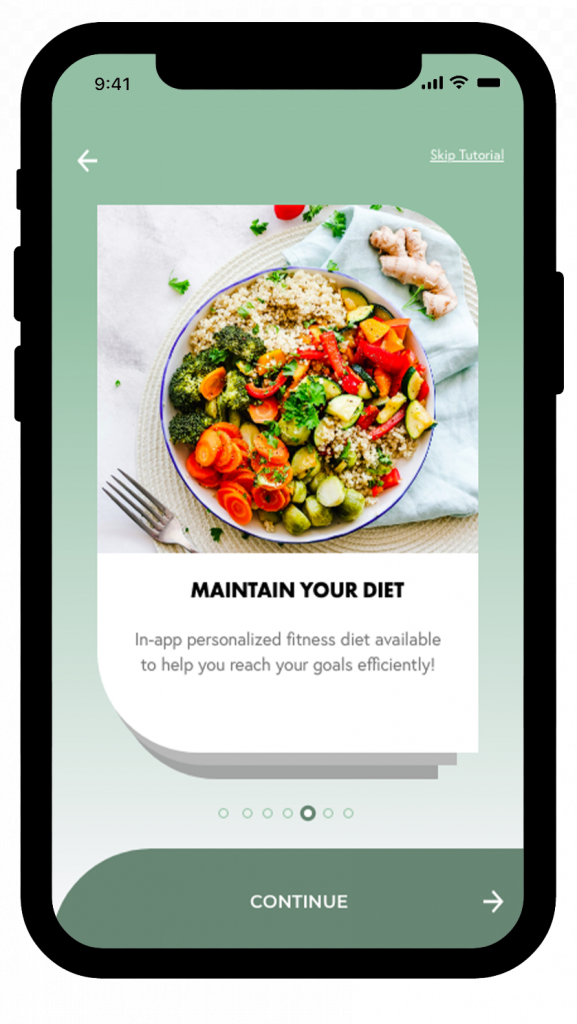 9:41
Skip Tutorial
MAINTAIN YOUR DIET
In-app personalized fitness diet available
to help you reach your goals efficiently!
CONTINUE